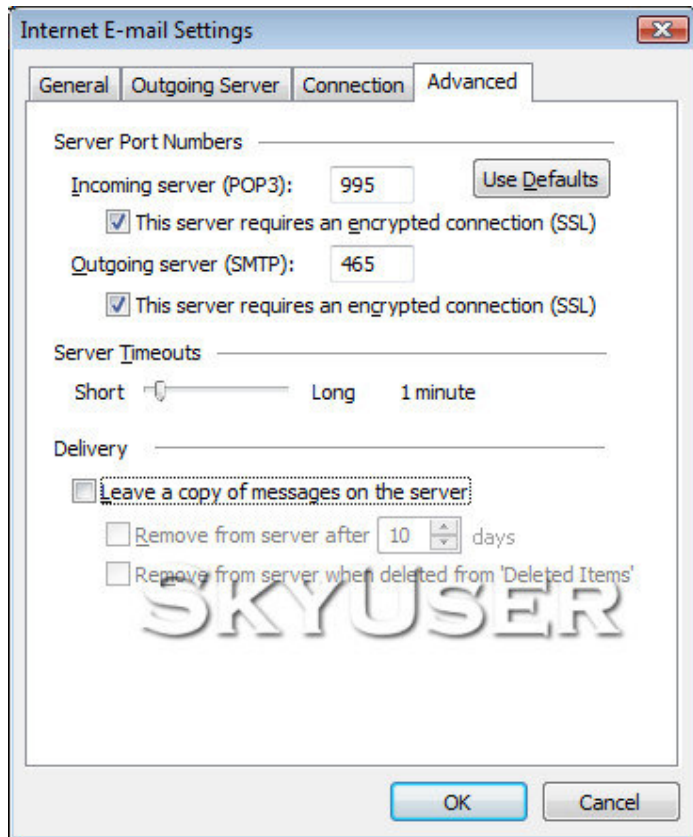 Internet E-mail Settings
General Outgoing Server Connection Advanced
Server Port Numbers
Incoming server (POP3): 995 Use Defaults
This server requires an encrypted connection (SSL)
Outgoing server (SMTP): 465
This server requires an encrypted connection (SSL)
Server Timeouts
Short Long 1 minute
Delivery
Leave a copy of messages on the server
Remove from server after 10 days
Remove from server when deleted from 'Deleted Items'
SKYUSER
OK Cancel